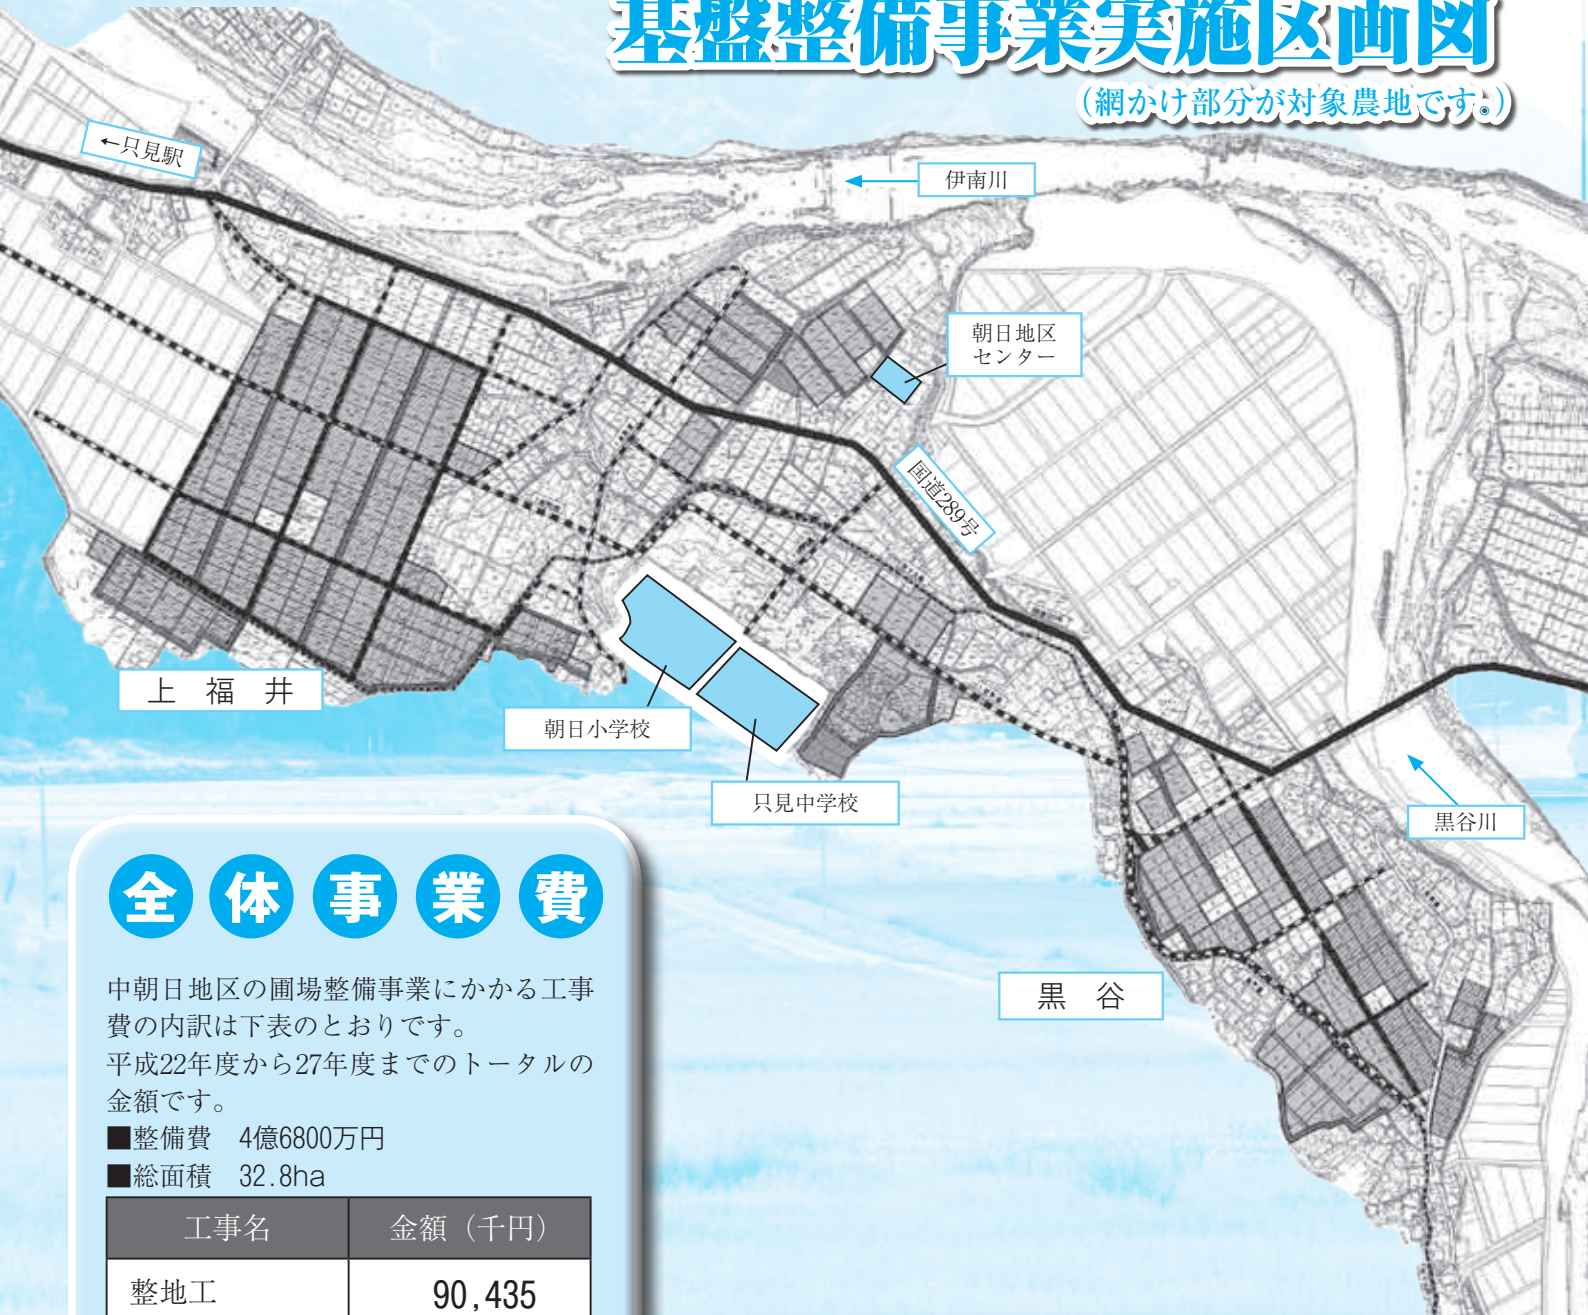 基盤整備事業実施区画図
（網かけ部分が対象農地です。）
←只見駅
伊南川
朝日地区
センター
国道289号
上福井
朝日小学校
只見中学校
黒谷川
黒谷
全体事業費
中朝日地区の圃場整備事業にかかる工事
費の内訳は下表のとおりです。
平成22年度から27年度までのトータルの
金額です。
■整備費　4億6800万円
■総面積　32.8ha
工事名　金額（千円）
整地工　90,435